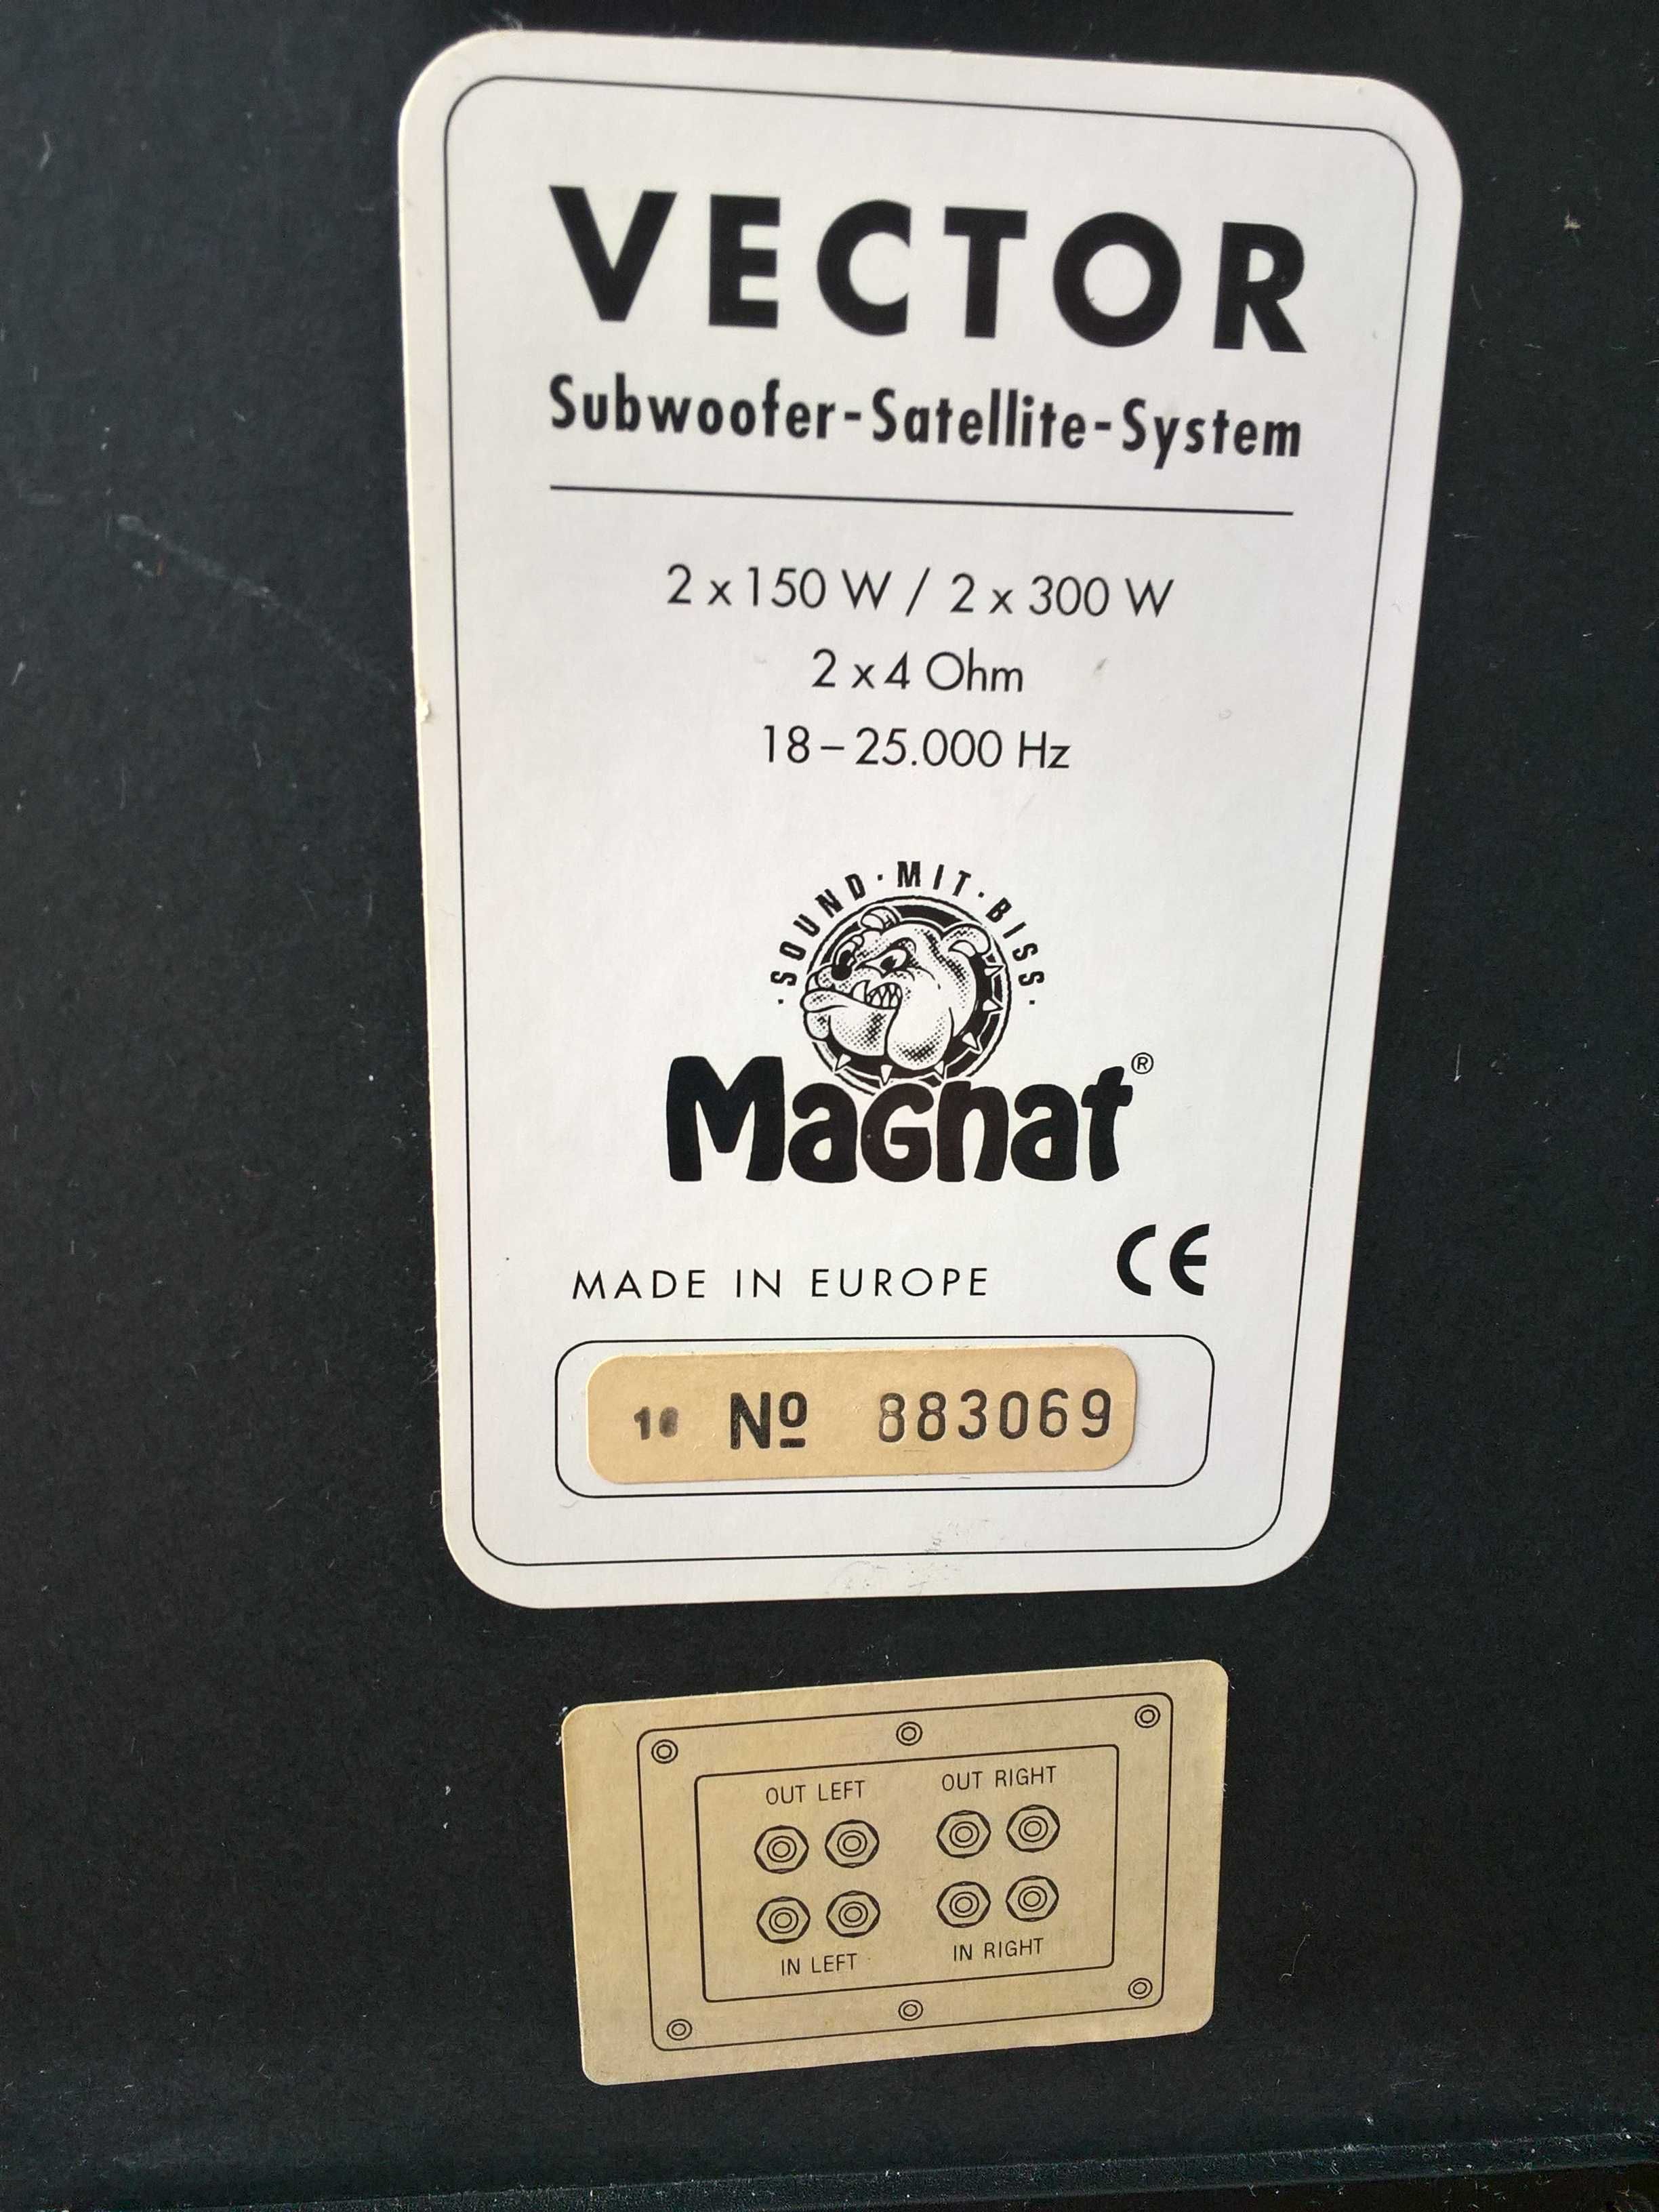 VECTOR
Subwoofer-Satellite-System
2 x 150 W / 2 x 300 W
2 x 4 Ohm
18–25.000 Hz
·SOUND·MIT·BISS·
Magnat®
MADE IN EUROPE CE
Nº 883069
OUT LEFT OUT RIGHT
IN LEFT IN RIGHT